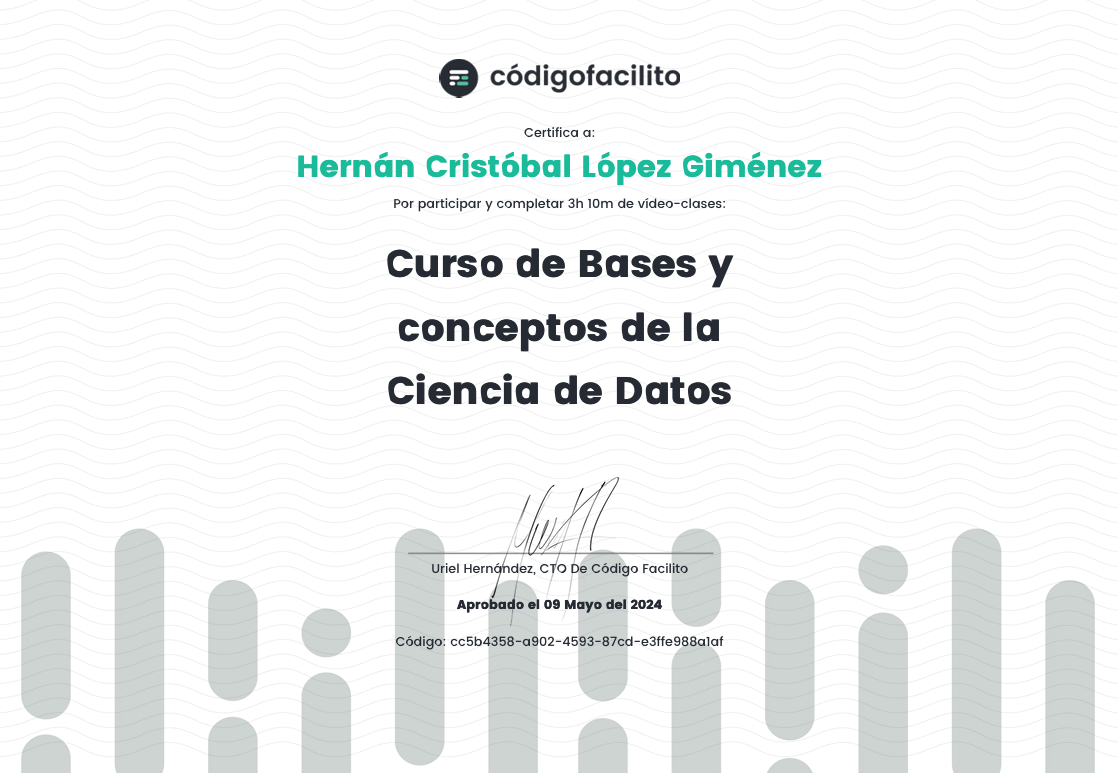 códigofacilito
Certifica a:
Hernán Cristóbal López Giménez
Por participar y completar 3h 10m de vídeo-clases:
Curso de Bases y
conceptos de la
Ciencia de Datos
Uriel Hernández, CTO De Código Facilito
Aprobado el 09 Mayo del 2024
Código: cc5b4358-a902-4593-87cd-e3ffe988a1af